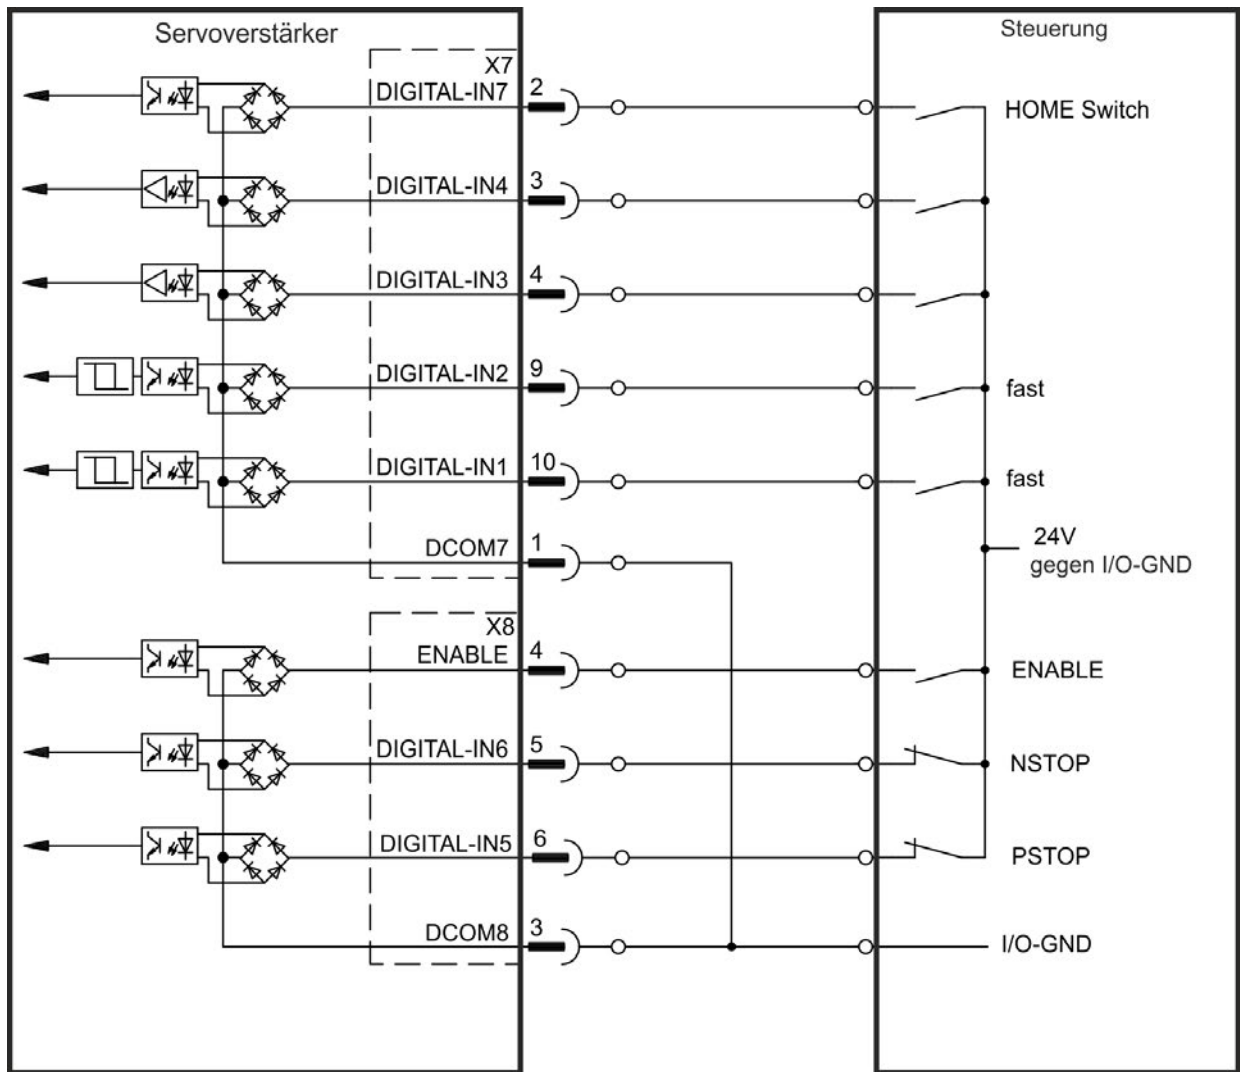 Servoverstärker
Steuerung
X7
DIGITAL-IN7 2
HOME Switch
DIGITAL-IN4 3
DIGITAL-IN3 4
DIGITAL-IN2 9
fast
DIGITAL-IN1 10
fast
24V
gegen I/O-GND
DCOM7 1
X8
ENABLE 4
ENABLE
DIGITAL-IN6 5
NSTOP
DIGITAL-IN5 6
PSTOP
DCOM8 3
I/O-GND